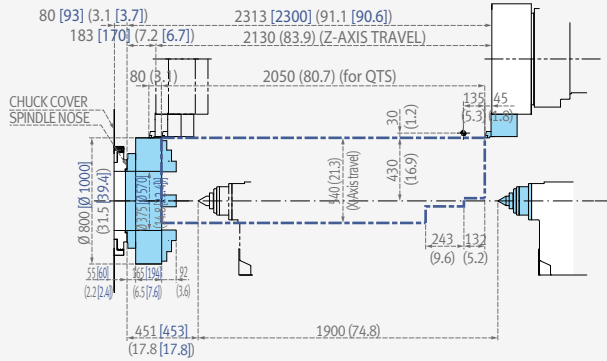 80 [93] (3.1 [3.7])
2313 [2300] (91.1 [90.6])
183 [170] (7.2 [6.7])
2130 (83.9) (Z-AXIS TRAVEL)
80 (3.1)
2050 (80.7) (for QTS)
135
45
(5.3)
(1.8)
CHUCK COVER
SPINDLE NOSE
30
(1.2)
430
(16.9)
540 (21.3)
(X-Axis travel)
Ø 800 [Ø 1000]
(31.5 [39.4])
243
132
(9.6)
(5.2)
55 [60]
165 [194]
92
(2.2 [2.4])
(6.5 [7.6])
(3.6)
451 [453]
(17.8 [17.8])
1900 (74.8)